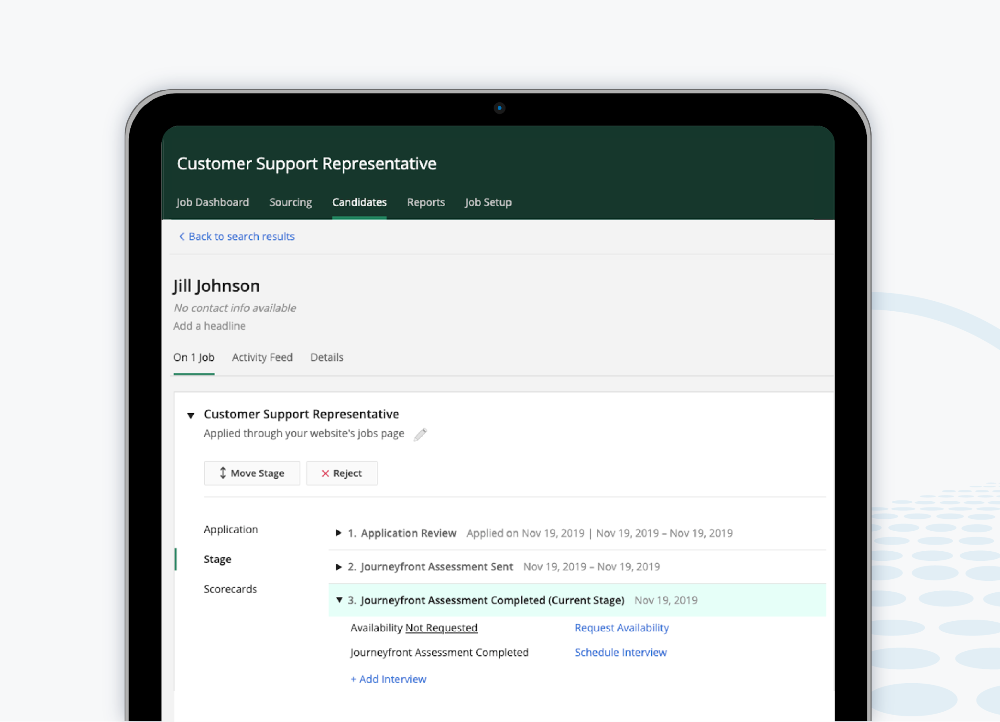 Customer Support Representative
Job Dashboard Sourcing Candidates Reports Job Setup
Back to search results
Jill Johnson
No contact info available
Add a headline
On 1 Job Activity Feed Details
Customer Support Representative
Applied through your website's jobs page
Move Stage Reject
Application
Stage
Scorecards
1. Application Review Applied on Nov 19, 2019 | Nov 19, 2019 – Nov 19, 2019
2. Journeyfront Assessment Sent Nov 19, 2019 – Nov 19, 2019
3. Journeyfront Assessment Completed (Current Stage) Nov 19, 2019
Availability Not Requested Request Availability
Journeyfront Assessment Completed Schedule Interview
+ Add Interview